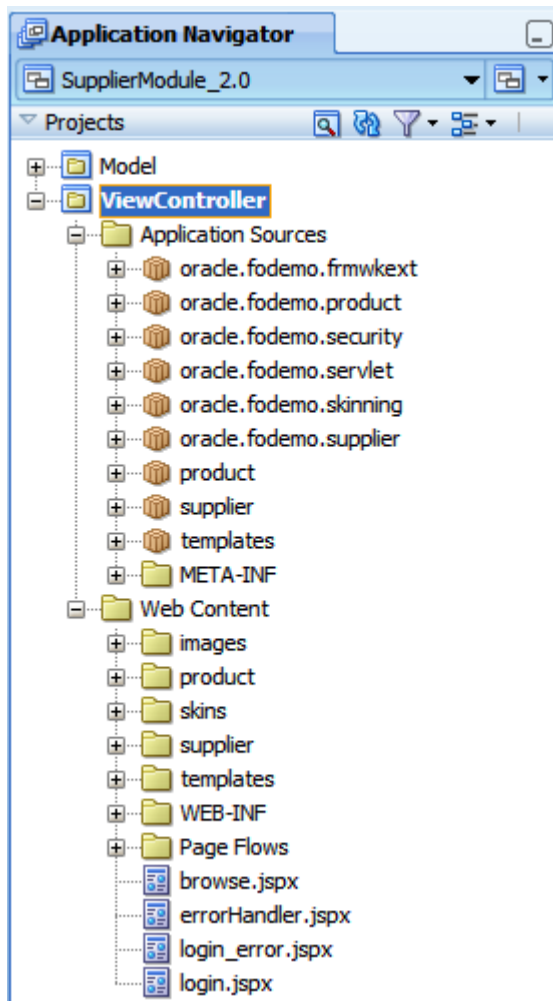 Application Navigator
SupplierModule_2.0
Projects
Model
ViewController
Application Sources
oracle.fodemo.frmwkext
oracle.fodemo.product
oracle.fodemo.security
oracle.fodemo.servlet
oracle.fodemo.skinning
oracle.fodemo.supplier
product
supplier
templates
META-INF
Web Content
images
product
skins
supplier
templates
WEB-INF
Page Flows
browse.jspx
errorHandler.jspx
login_error.jspx
login.jspx